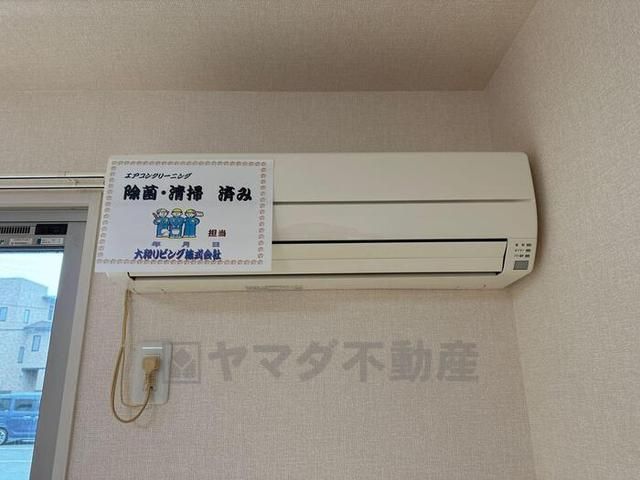 エアコンクリーニング
除菌・清掃 済み
担当
年 月 日
大和リビング株式会社
ヤマダ不動産